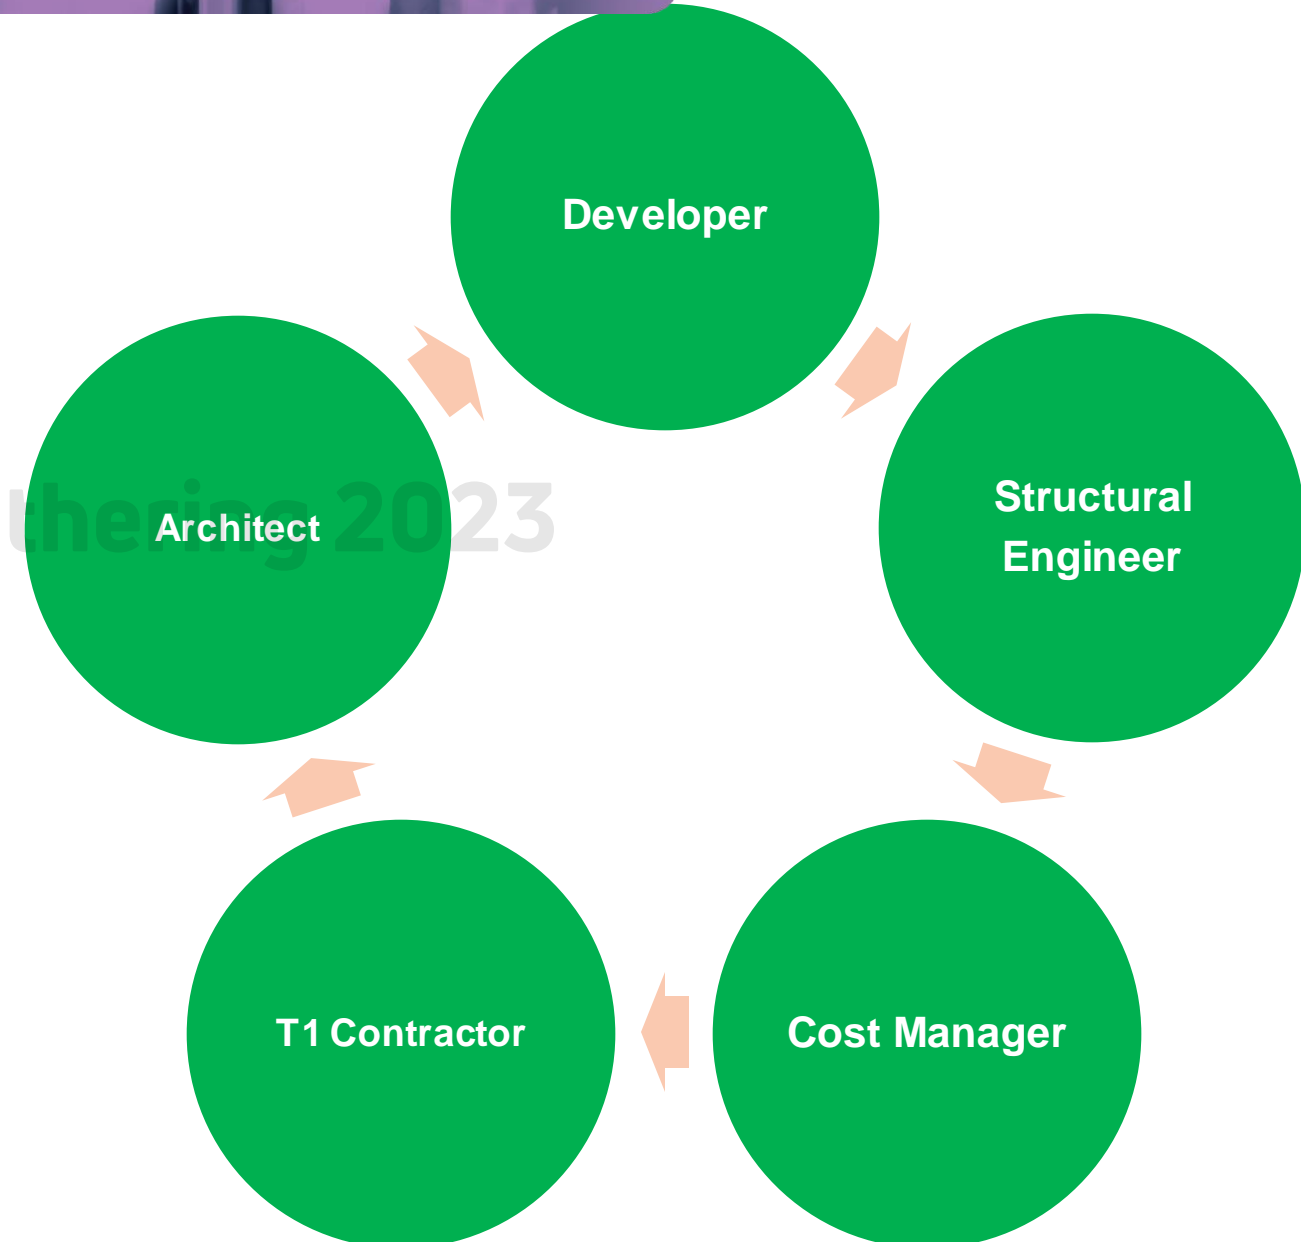 Developer
Structural
Engineer
thering 2023
Architect
T1 Contractor
Cost Manager